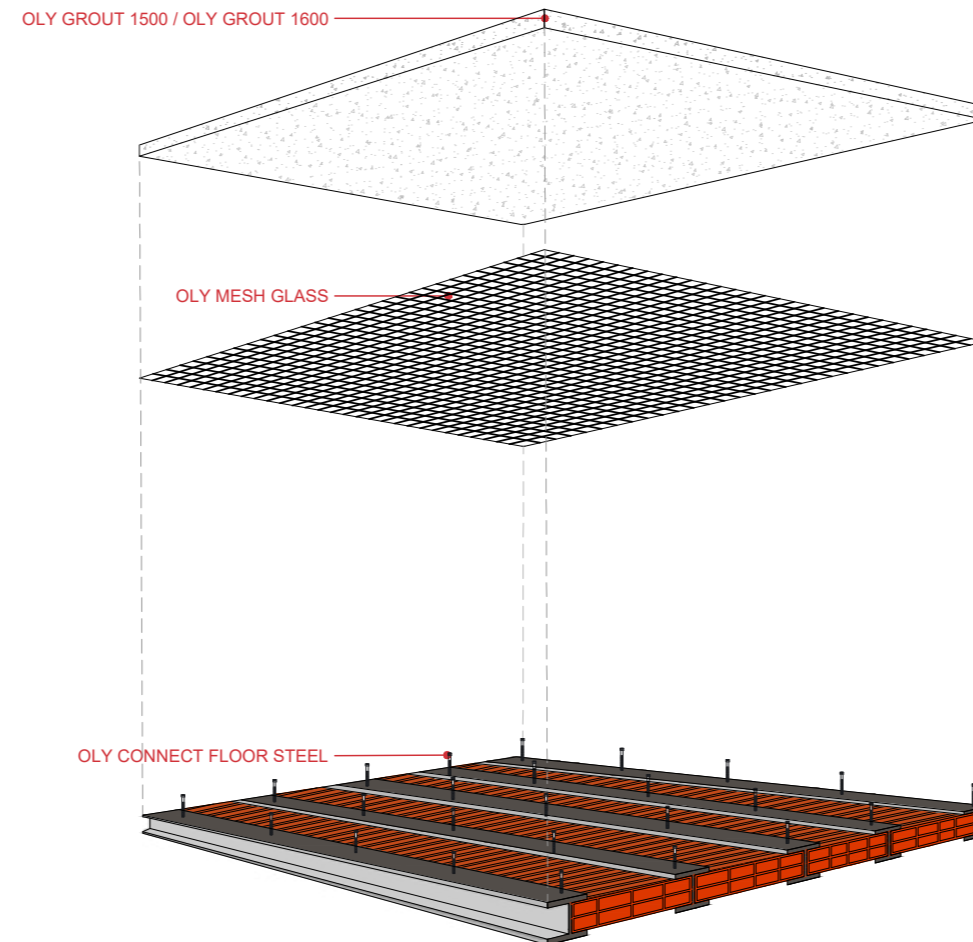 OLY GROUT 1500 / OLY GROUT 1600
OLY MESH GLASS
OLY CONNECT FLOOR STEEL